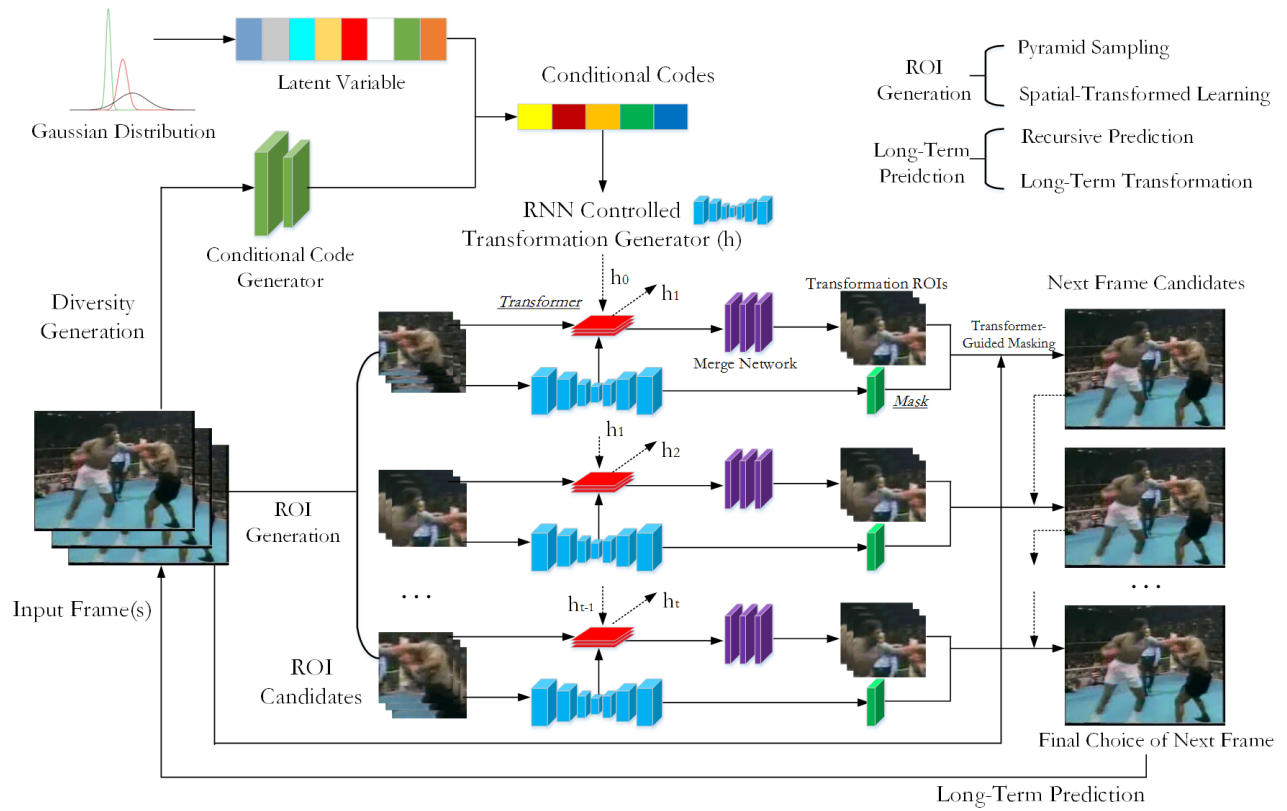 Gaussian Distribution
Latent Variable
Conditional Codes
ROI
Generation
Pyramid Sampling
Spatial-Transformed Learning
Long-Term
Preidction
Recursive Prediction
Long-Term Transformation
Conditional Code
Generator
RNN Controlled
Transformation Generator (h)
Diversity
Generation
Transformer
h0
h1
Merge Network
Transformation ROIs
Mask
Transformer-
Guided Masking
Next Frame Candidates
h1
h2
ROI
Generation
Input Frame(s)
. . .
ht-1
ht
. . .
ROI
Candidates
Final Choice of Next Frame
Long-Term Prediction